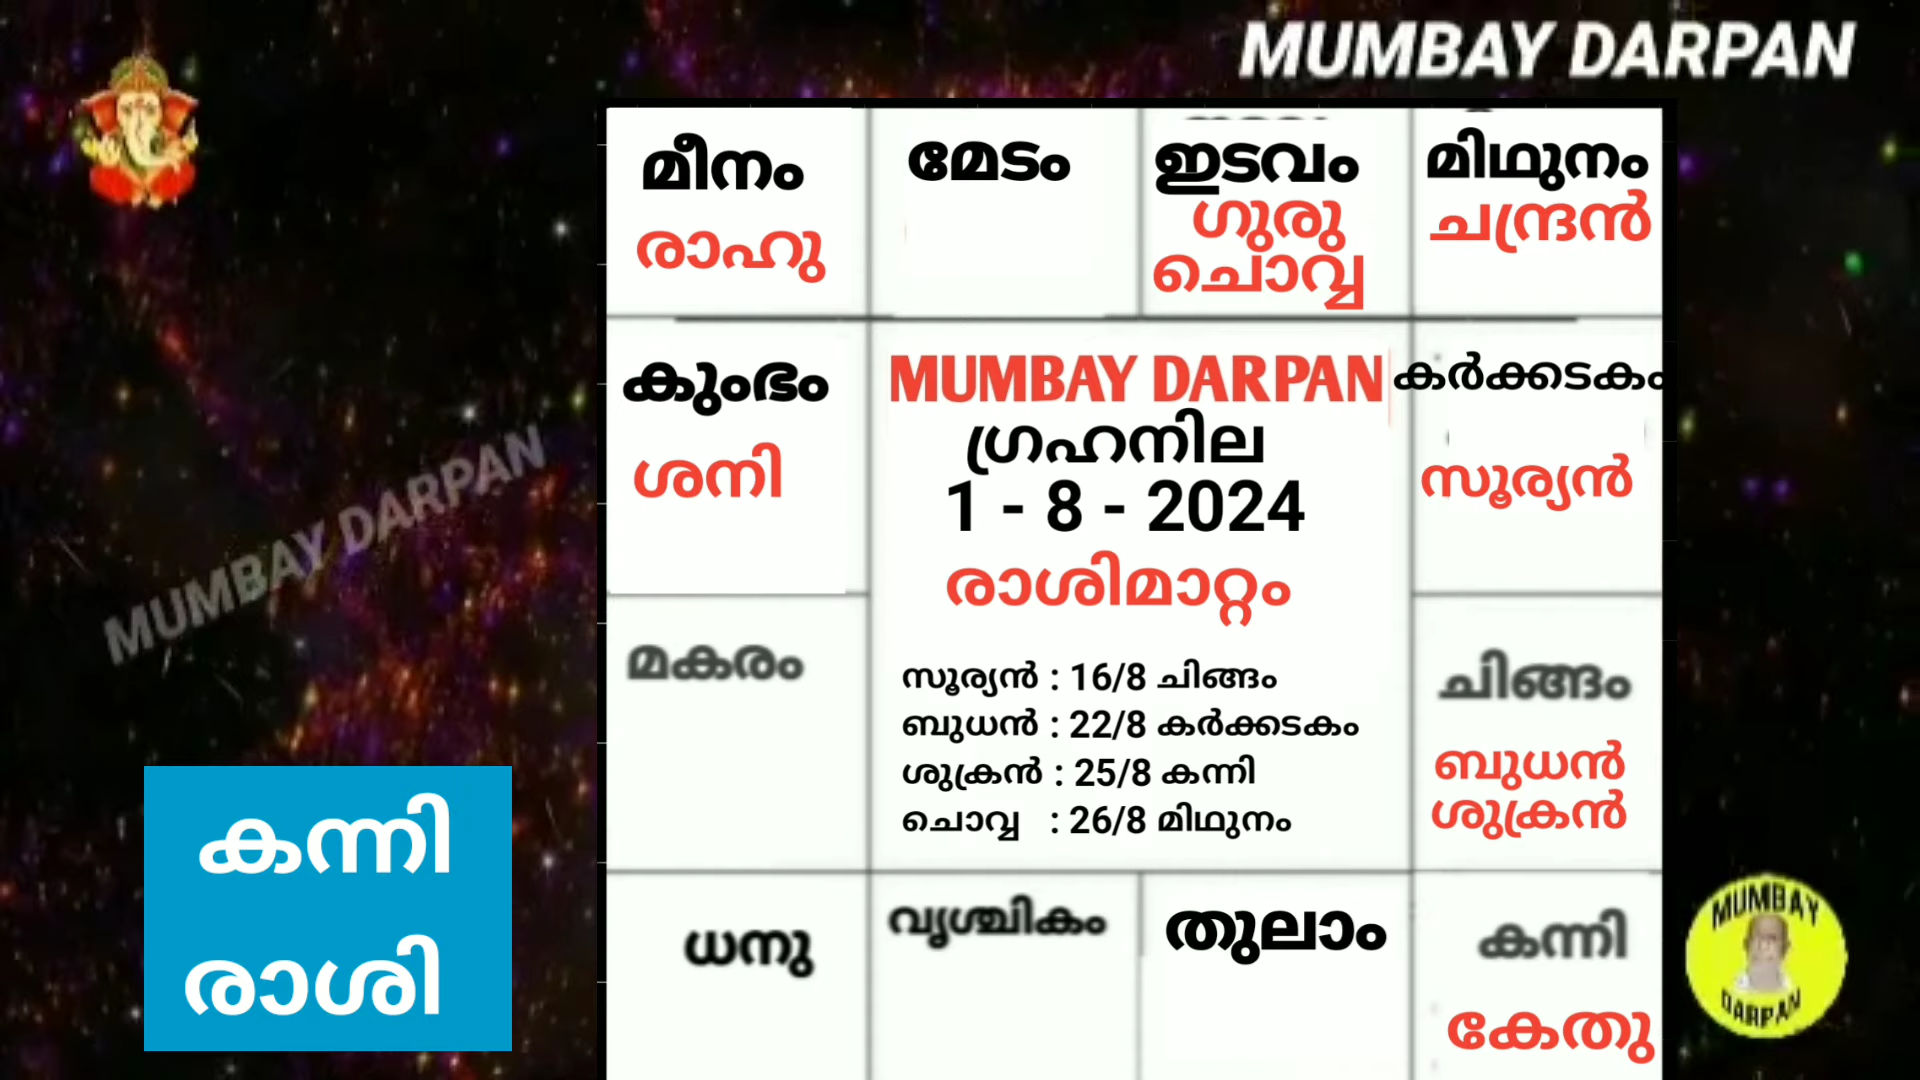 MUMBAY DARPAN
മീനം
രാഹു
മേടം
ഇടവം
ഗുരു
ചൊവ്വ
മിഥുനം
ചന്ദ്രൻ
കുംഭം
ശനി
MUMBAY DARPAN
ഗ്രഹനില
1 - 8 - 2024
രാശിമാറ്റം
സൂര്യൻ : 16/8 ചിങ്ങം
ബുധൻ : 22/8 കർക്കടകം
ശുക്രൻ : 25/8 കന്നി
ചൊവ്വ : 26/8 മിഥുനം
കർക്കടകം
സൂര്യൻ
MUMBAY DARPAN
മകരം
ചിങ്ങം
ബുധൻ
ശുക്രൻ
കന്നി
രാശി
ധനു
വൃശ്ചികം
തുലാം
കന്നി
കേതു
MUMBAY
DARPAN